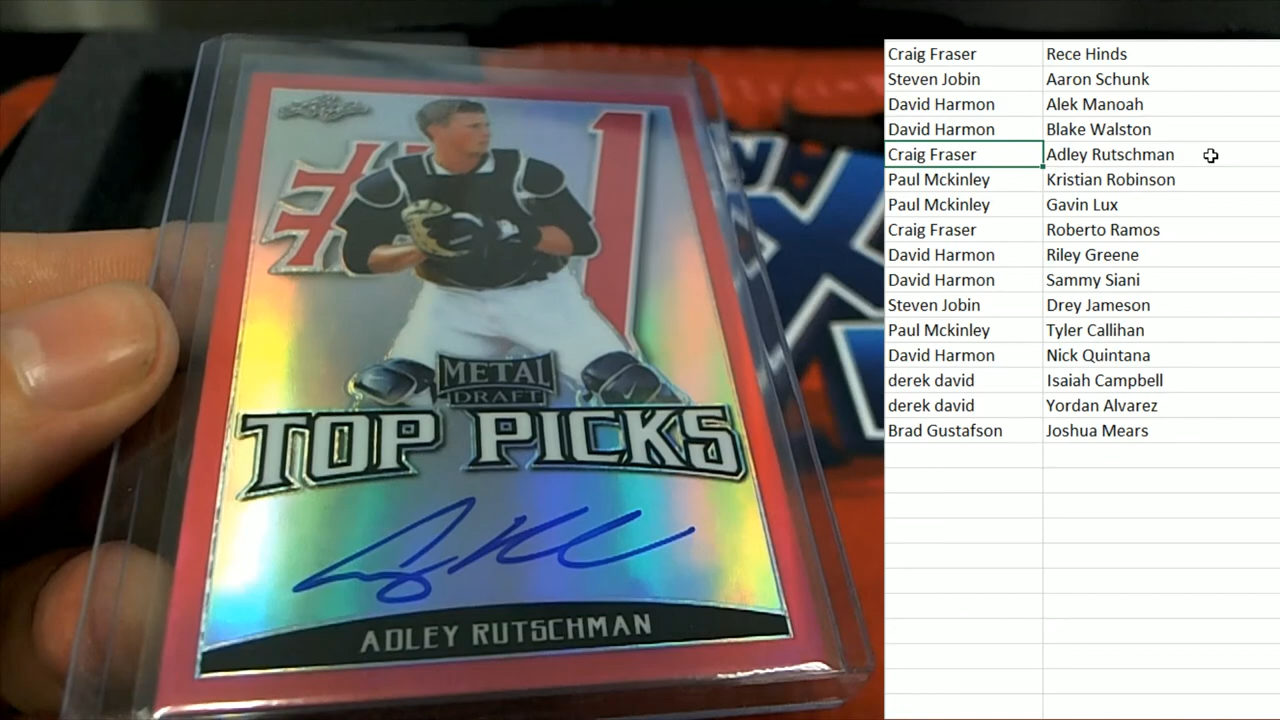 #1
METAL
DRAFT
TOP PICKS
ADLEY RUTSCHMAN
Craig Fraser Rece Hinds
Steven Jobin Aaron Schunk
David Harmon Alek Manoah
David Harmon Blake Walston
Craig Fraser Adley Rutschman
Paul Mckinley Kristian Robinson
Paul Mckinley Gavin Lux
Craig Fraser Roberto Ramos
David Harmon Riley Greene
David Harmon Sammy Siani
Steven Jobin Drey Jameson
Paul Mckinley Tyler Callihan
David Harmon Nick Quintana
derek david Isaiah Campbell
derek david Yordan Alvarez
Brad Gustafson Joshua Mears